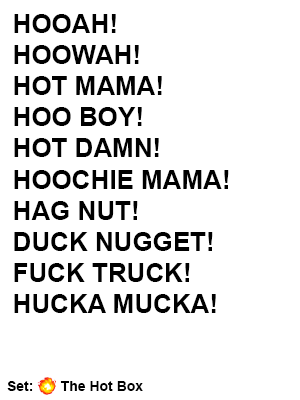 HOOAH!
HOOWAH!
HOT MAMA!
HOO BOY!
HOT DAMN!
HOOCHIE MAMA!
HAG NUT!
DUCK NUGGET!
FUCK TRUCK!
HUCKA MUCKA!
Set: The Hot Box